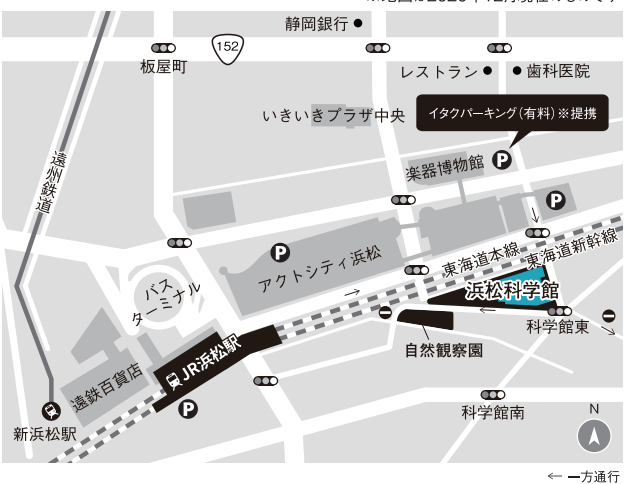 静岡銀行
152
板屋町
レストラン
歯科医院
いきいきプラザ中央
イタクパーキング(有料)※提携
遠州鉄道
楽器博物館
P
P
P
アクトシティ浜松
東海道本線
東海道新幹線
バス
ターミナル
浜松科学館
科学館東
自然観察園
JR浜松駅
遠鉄百貨店
P
新浜松駅
科学館南
N
← 一方通行